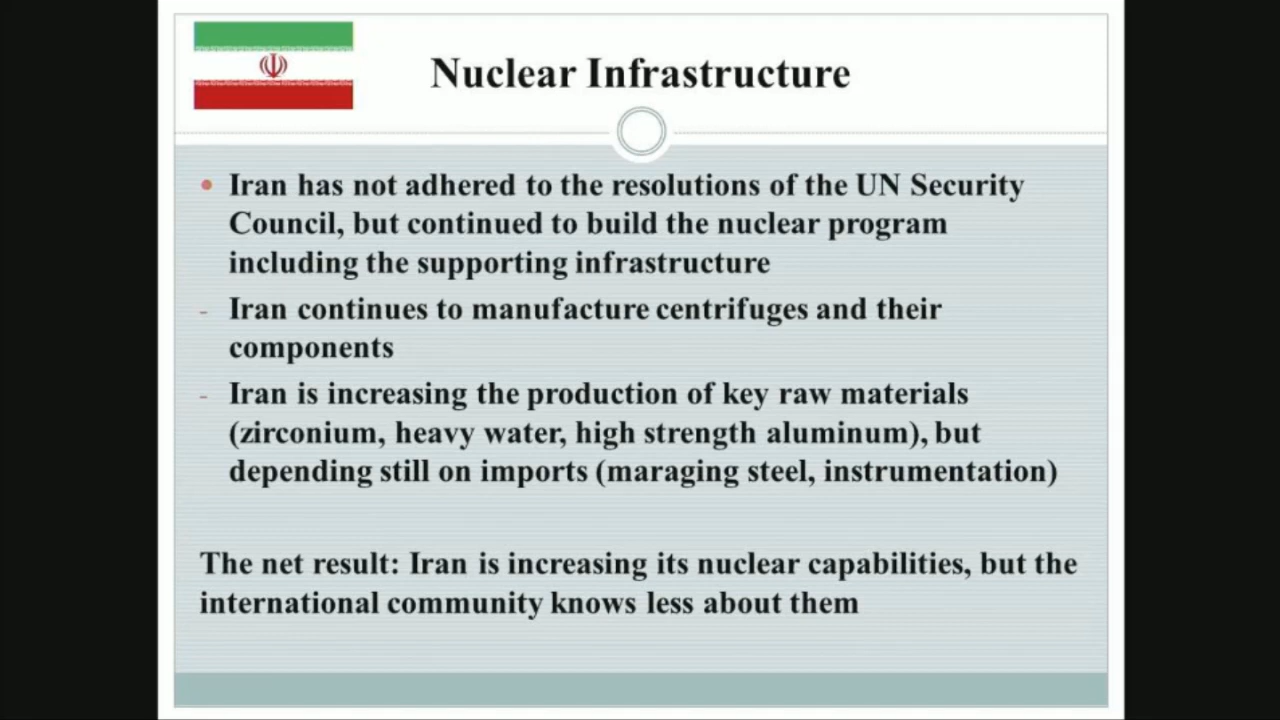 Nuclear Infrastructure
• Iran has not adhered to the resolutions of the UN Security
Council, but continued to build the nuclear program
including the supporting infrastructure
- Iran continues to manufacture centrifuges and their
components
- Iran is increasing the production of key raw materials
(zirconium, heavy water, high strength aluminum), but
depending still on imports (maraging steel, instrumentation)
The net result: Iran is increasing its nuclear capabilities, but the
international community knows less about them